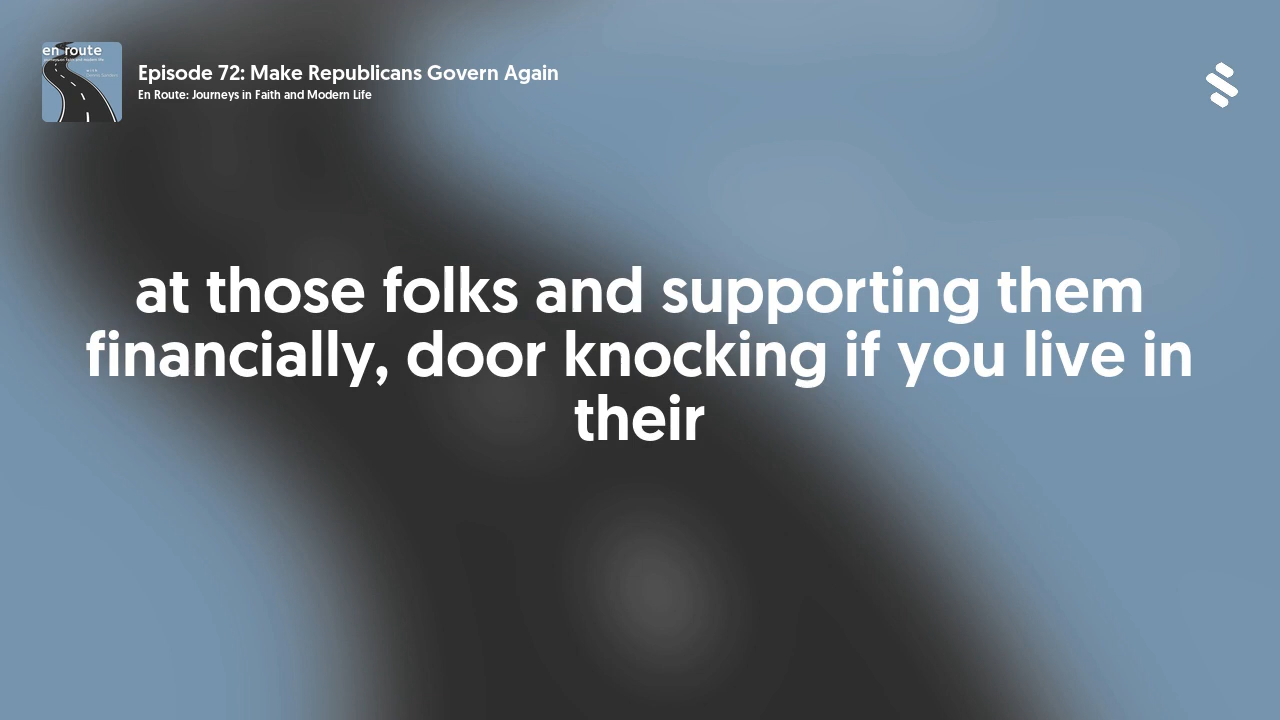 en route
Episode 72: Make Republicans Govern Again
En Route: Journeys in Faith and Modern Life
at those folks and supporting them
financially, door knocking if you live in
their